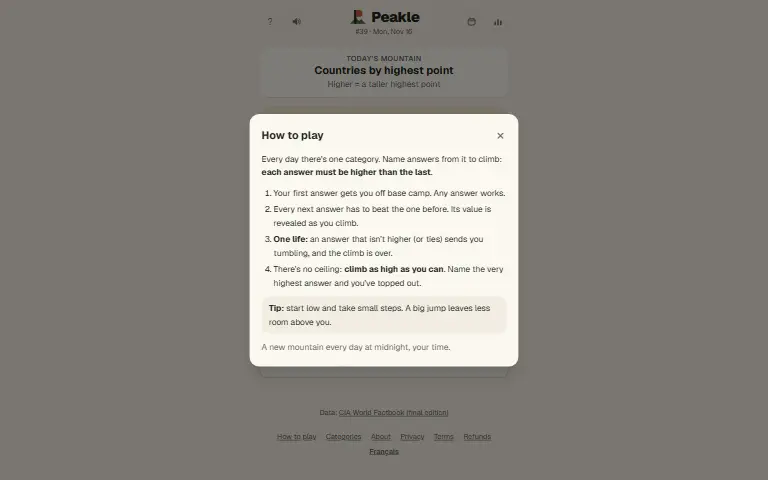 ?
Peakle
#39 · Mon, Nov 16
TODAY'S MOUNTAIN
Countries by highest point
Higher = a taller highest point
How to play
×
Every day there's one category. Name answers from it to climb:
each answer must be higher than the last.
1. Your first answer gets you off base camp. Any answer works.
2. Every next answer has to beat the one before. Its value is
revealed as you climb.
3. One life: an answer that isn't higher (or ties) sends you
tumbling, and the climb is over.
4. There's no ceiling: climb as high as you can. Name the very
highest answer and you've topped out.
Tip: start low and take small steps. A big jump leaves less
room above you.
A new mountain every day at midnight, your time.
Data: CIA World Factbook (final edition)
How to play Categories About Privacy Terms Refunds
Français